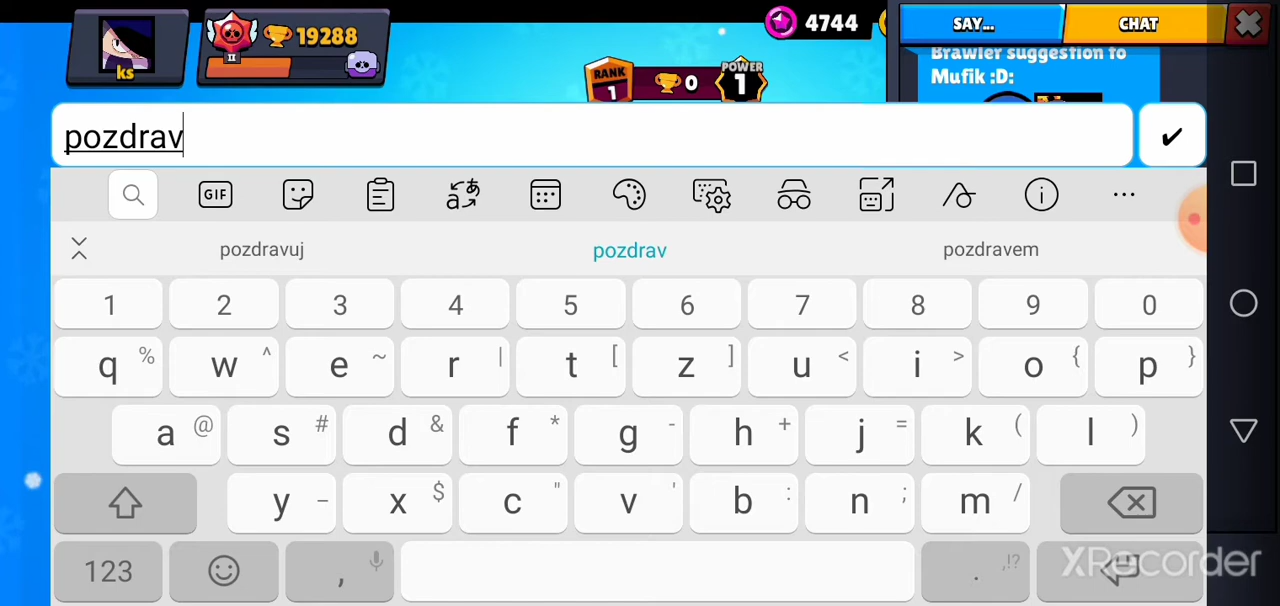 ks
II
19288
4744
SAY...
CHAT
RANK
1
0
POWER
1
Brawler suggestion to
Mufik :D:
pozdrav
✔
GIF
pozdravuj
pozdrav
pozdravem
1 2 3 4 5 6 7 8 9 0
q % w ^ e ~ r | t [ z ] u < i > o { p }
a @ s # d & f * g - h + j = k ( l )
y _ x $ c " v ' b : n ; m /
123 , . ,!?
XRecorder